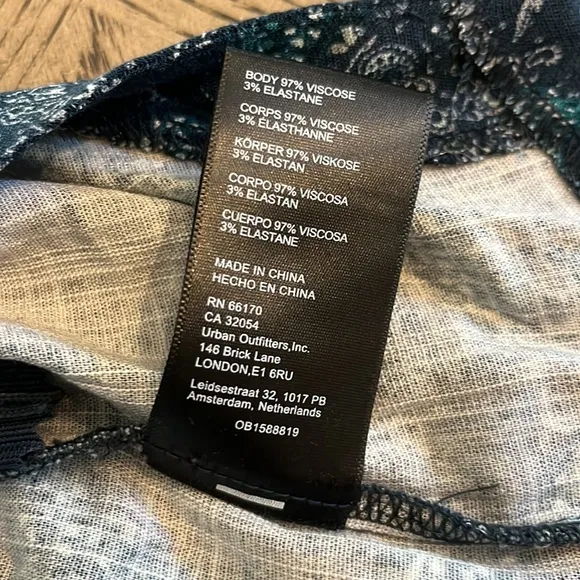 BODY 97% VISCOSE
3% ELASTANE
CORPS 97% VISCOSE
3% ÉLASTHANNE
KÖRPER 97% VISKOSE
3% ELASTAN
CORPO 97% VISCOSA
3% ELASTAN
CUERPO 97% VISCOSA
3% ELASTANE
MADE IN CHINA
HECHO EN CHINA
RN 66170
CA 32054
Urban Outfitters,Inc.
146 Brick Lane
LONDON,E1 6RU
Leidsestraat 32, 1017 PB
Amsterdam, Netherlands
OB1588819